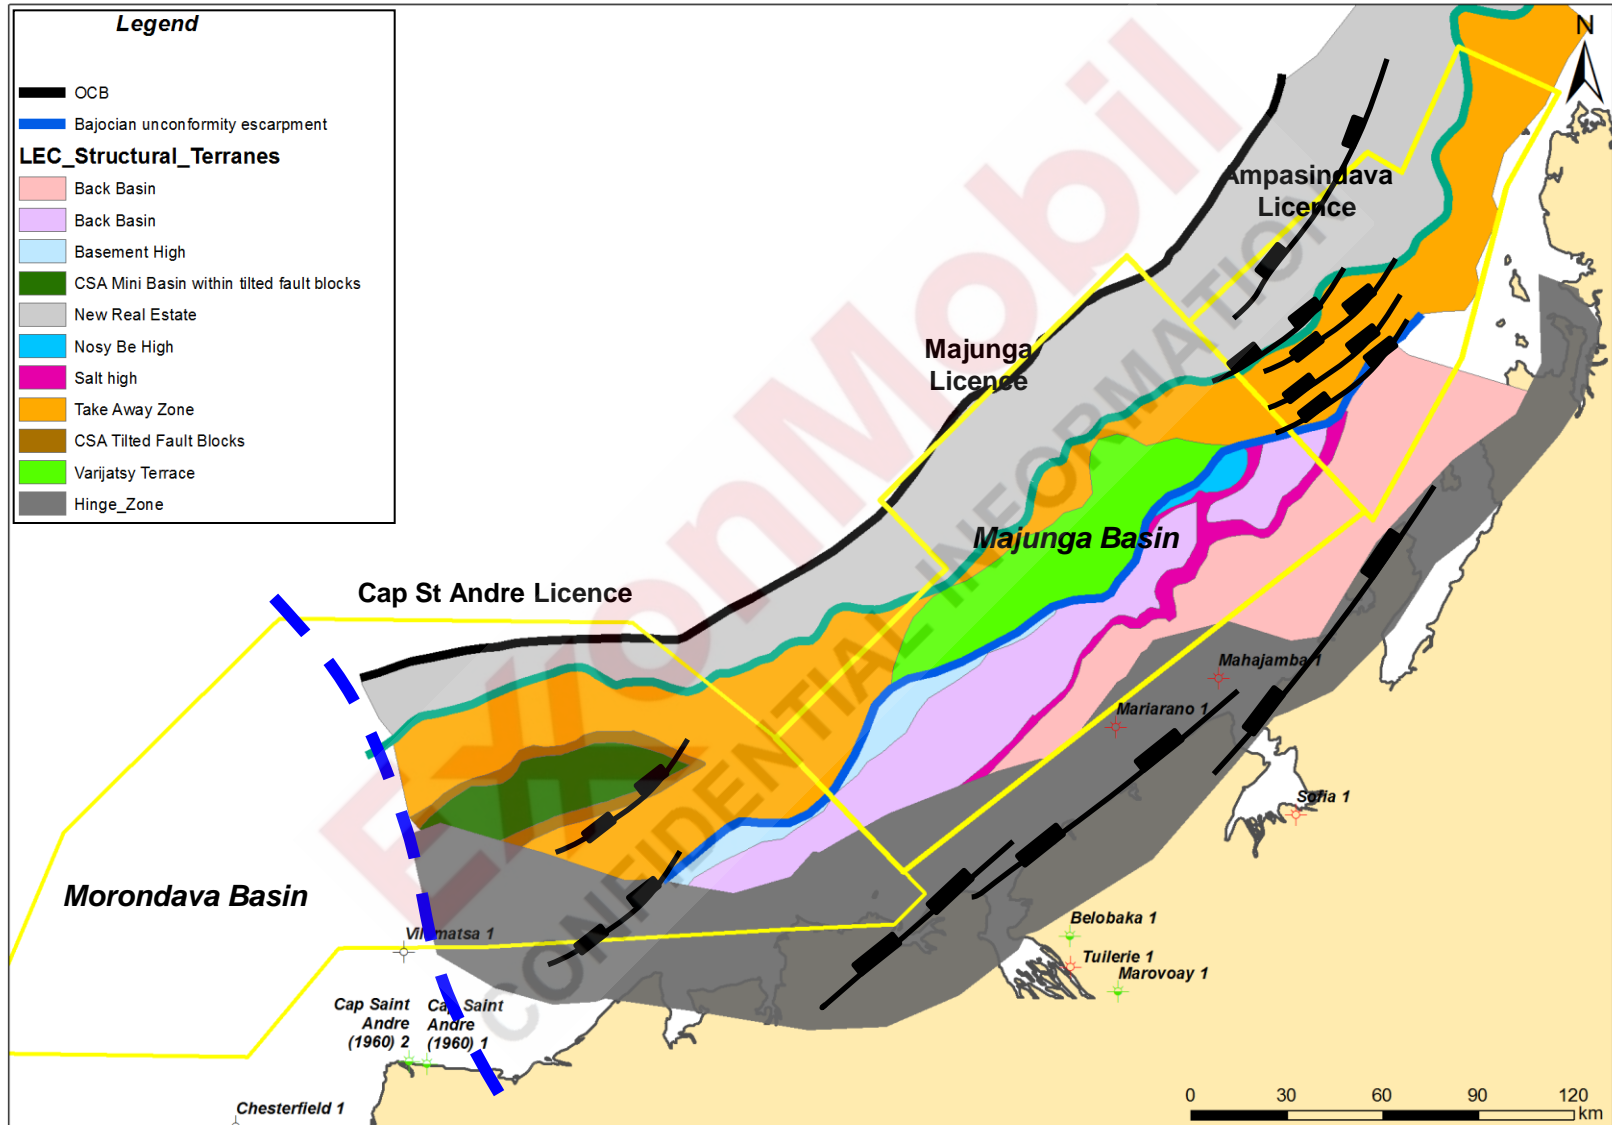 Legend
OCB
Bajocian unconformity escarpment
LEC_Structural_Terranes
Back Basin
Back Basin
Basement High
CSA Mini Basin within tilted fault blocks
New Real Estate
Nosy Be High
Salt high
Take Away Zone
CSA Tilted Fault Blocks
Varijatsy Terrace
Hinge_Zone
N
Ampasindava
Licence
Majunga
Licence
Majunga Basin
Cap St Andre Licence
Morondava Basin
Mahajamba 1
Mariarano 1
Sofia 1
Belobaka 1
Tuilerie 1
Marovoay 1
Vilamatsa 1
Cap Saint
Andre
(1960) 2
Cap Saint
Andre
(1960) 1
Chesterfield 1
0 30 60 90 120
km
ExxonMobil
CONFIDENTIAL INFORMATION